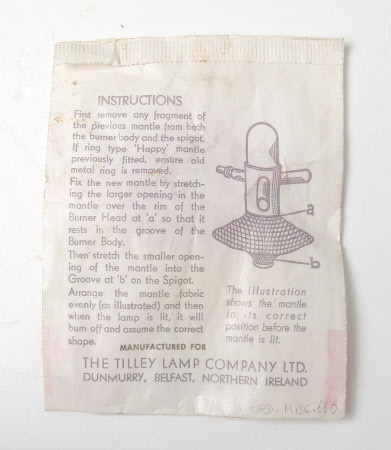 INSTRUCTIONS
First remove any fragment of
the previous mantle from both
the burner body and the spigot.
If ring type 'Happy' mantle
previously fitted, ensure old
metal ring is removed.
Fix the new mantle by stretch-
ing the larger opening in the
mantle over the rim of the
Burner Head at 'a' so that it
rests in the groove of the
Burner Body.
Then stretch the smaller open-
ing of the mantle into the
Groove at 'b' on the Spigot.
Arrange the mantle fabric
evenly (as illustrated) and then
when the lamp is lit, it will
burn off and assume the correct
shape.
a
b
The illustration
shows the mantle
in its correct
position before the
mantle is lit.
MANUFACTURED FOR
THE TILLEY LAMP COMPANY LTD.
DUNMURRY, BELFAST, NORTHERN IRELAND
MISC.660